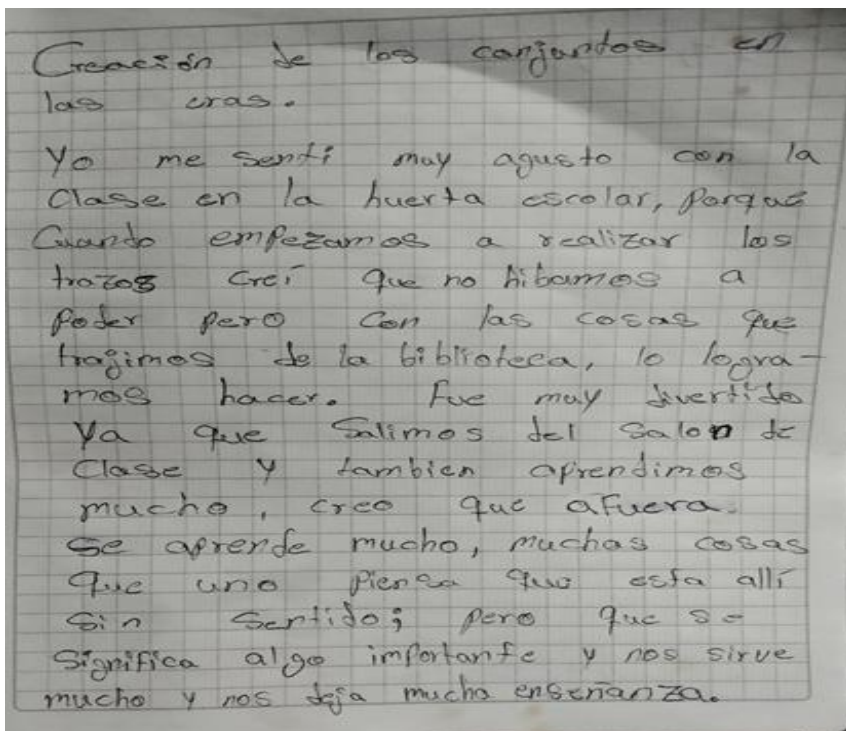 Creación de los conjuntos en
las eras.
Yo me sentí muy agusto con la
Clase en la huerta escolar, Porque
Cuando empezamos a realizar los
trazos creí que no hibamos a
Poder pero con las cosas que
trajimos de la biblioteca, lo logra-
mos hacer. Fue muy divertido
Ya que salimos del salon de
Clase y tambien aprendimos
mucho, creo que afuera
se aprende mucho, muchas cosas
que uno piensa que esta allí
sin sentido; pero que se
significa algo importante y nos sirve
mucho y nos deja mucha enseñanza.